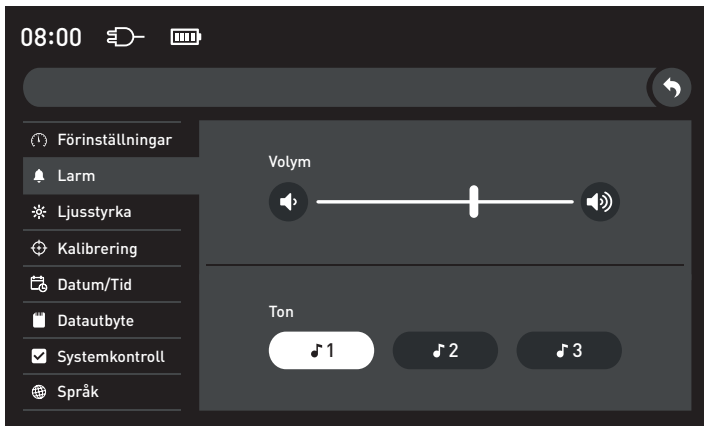 08:00
Förinställningar
Larm
Ljusstyrka
Kalibrering
Datum/Tid
Datautbyte
Systemkontroll
Språk
Volym
Ton
1
2
3